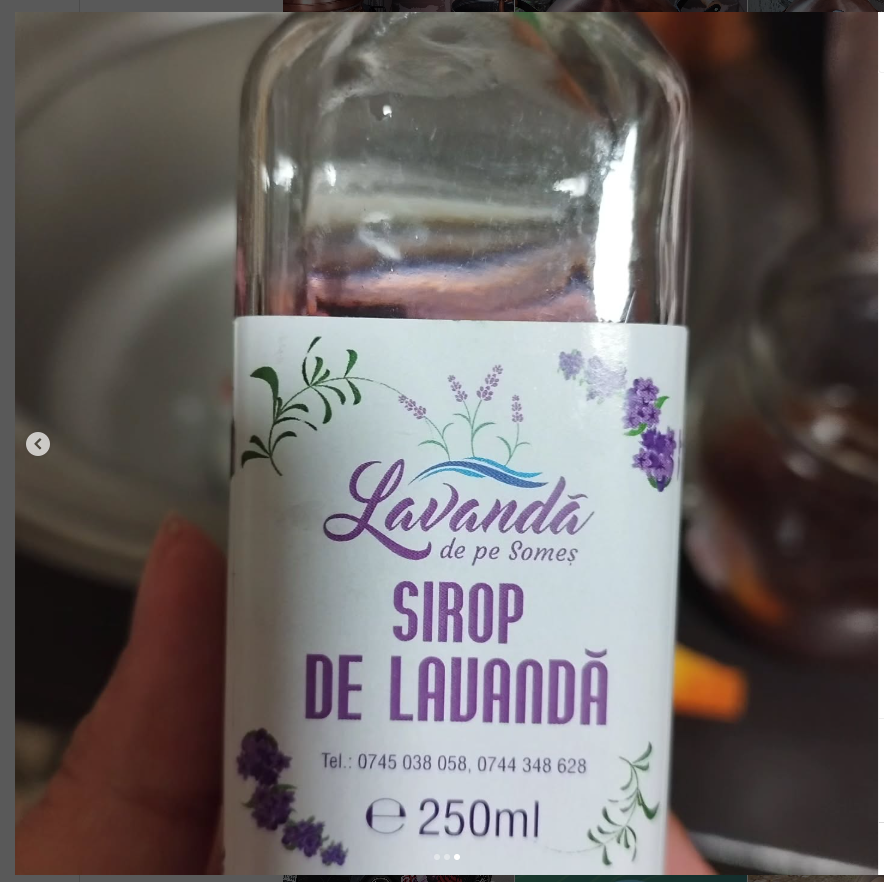 Lavandă
de pe Someș
SIROP
DE LAVANDĂ
Tel.: 0745 038 058, 0744 348 628
℮ 250ml